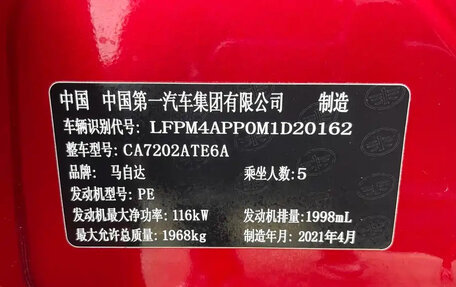 中国 中国第一汽车集团有限公司 制造
车辆识别代号: LFPM4APP0M1D20162
整车型号: CA7202ATE6A
品牌: 马自达 乘坐人数: 5
发动机型号: PE
发动机最大净功率: 116kW 发动机排量: 1998mL
最大允许总质量: 1968kg 制造年月: 2021年4月